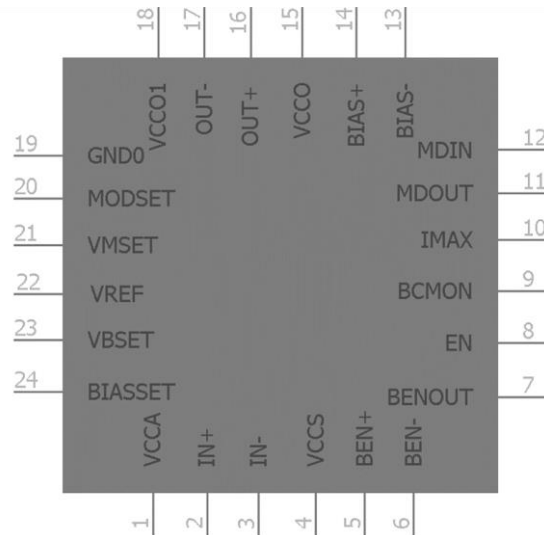 18
17
16
15
14
13
VCCO1
OUT-
OUT+
VCCO
BIAS+
BIAS-
19
GND0
MDIN
12
20
MODSET
MDOUT
11
21
VMSET
IMAX
10
22
VREF
BCMON
9
23
VBSET
EN
8
24
BIASSET
BENOUT
7
VCCA
IN+
IN-
VCCS
BEN+
BEN-
1
2
3
4
5
6